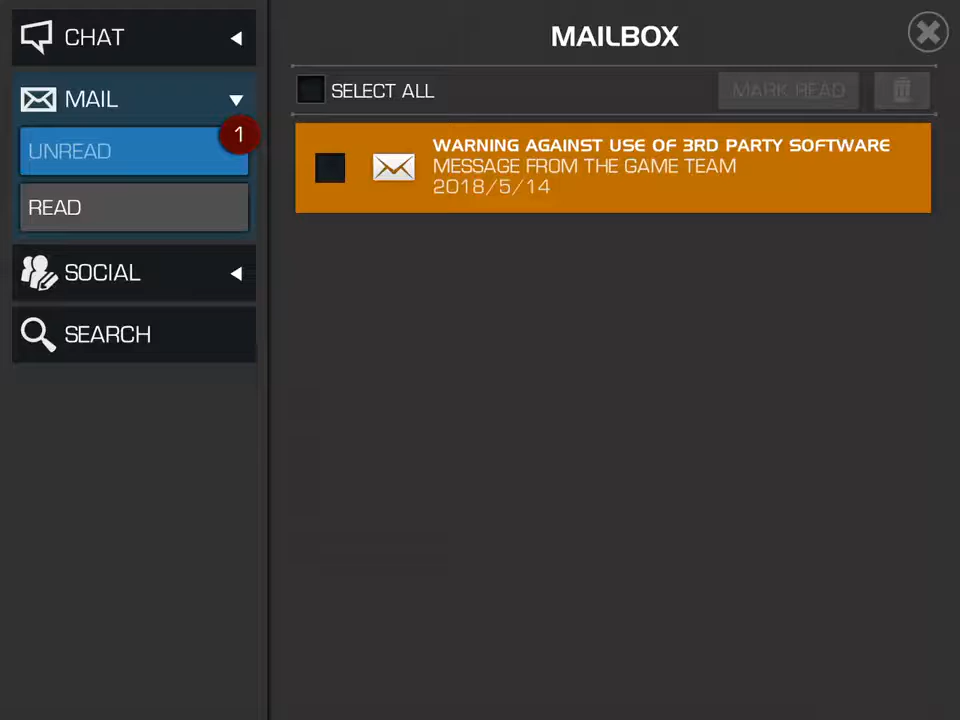 CHAT
MAIL
1
UNREAD
READ
SOCIAL
SEARCH
MAILBOX
SELECT ALL
MARK READ
WARNING AGAINST USE OF 3RD PARTY SOFTWARE
MESSAGE FROM THE GAME TEAM
2018/5/14